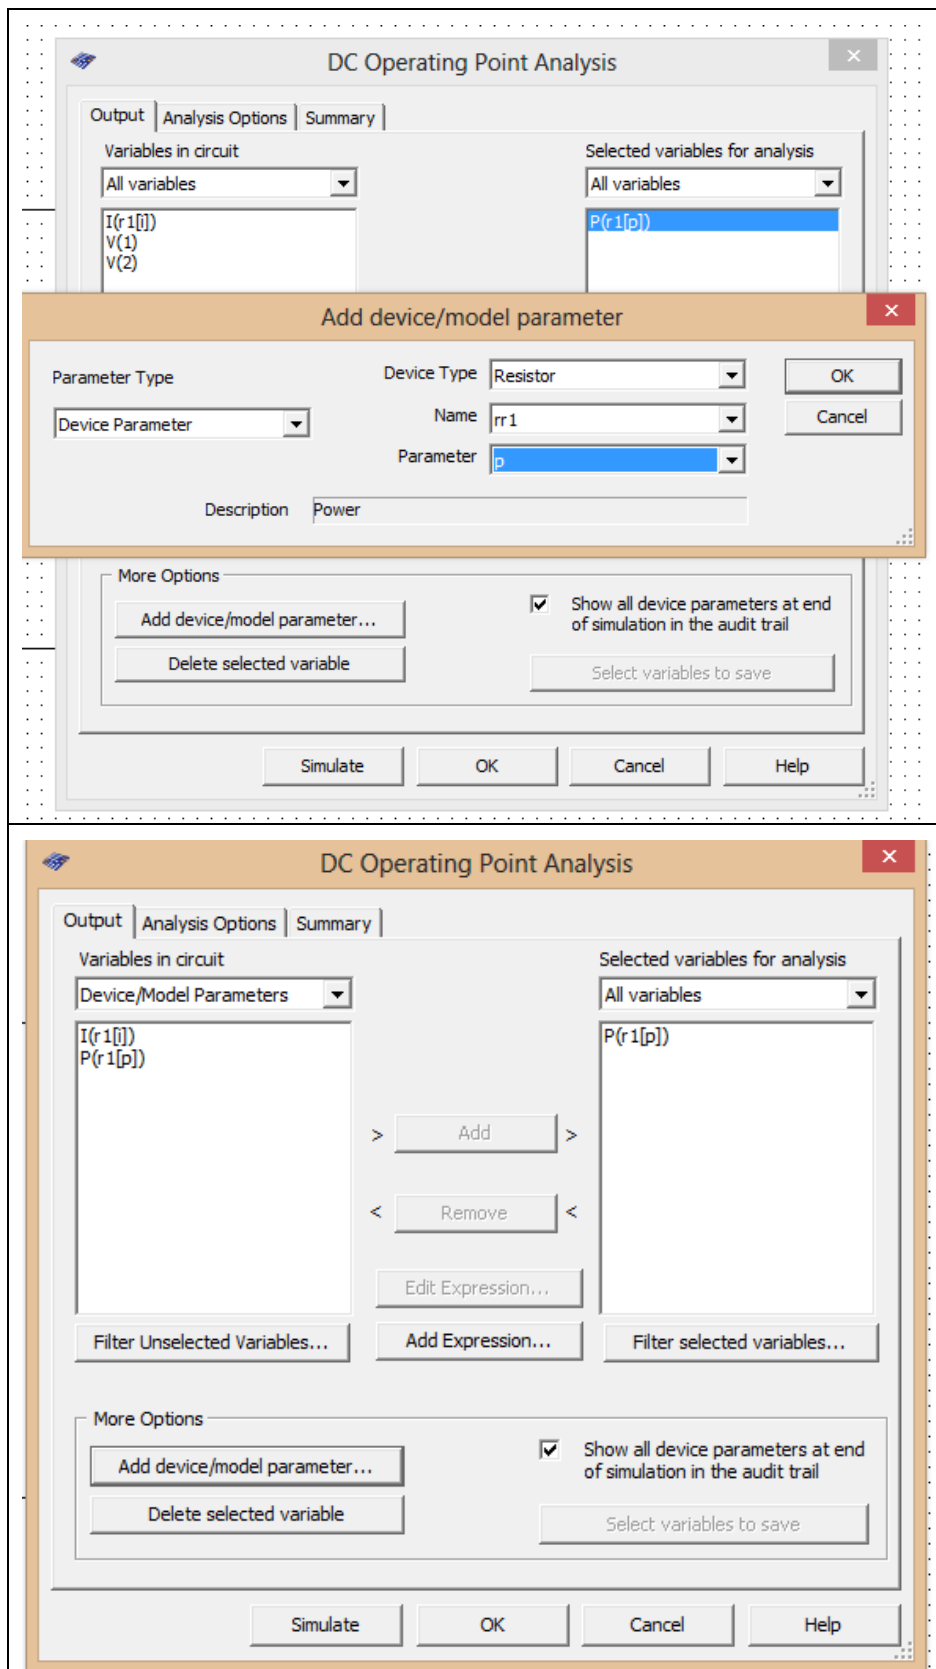 DC Operating Point Analysis
Output Analysis Options Summary
Variables in circuit Selected variables for analysis
All variables All variables
I(r1[i]) P(r1[p])
V(1)
V(2)
Add device/model parameter
Parameter Type Device Type Resistor OK
Device Parameter Name rr1 Cancel
Parameter p
Description Power
More Options
Add device/model parameter... Show all device parameters at end
of simulation in the audit trail
Delete selected variable Select variables to save
Simulate OK Cancel Help
DC Operating Point Analysis
Output Analysis Options Summary
Variables in circuit Selected variables for analysis
Device/Model Parameters All variables
I(r1[i]) P(r1[p])
P(r1[p])
> Add >
< Remove <
Edit Expression...
Filter Unselected Variables... Add Expression... Filter selected variables...
More Options
Add device/model parameter... Show all device parameters at end
of simulation in the audit trail
Delete selected variable Select variables to save
Simulate OK Cancel Help